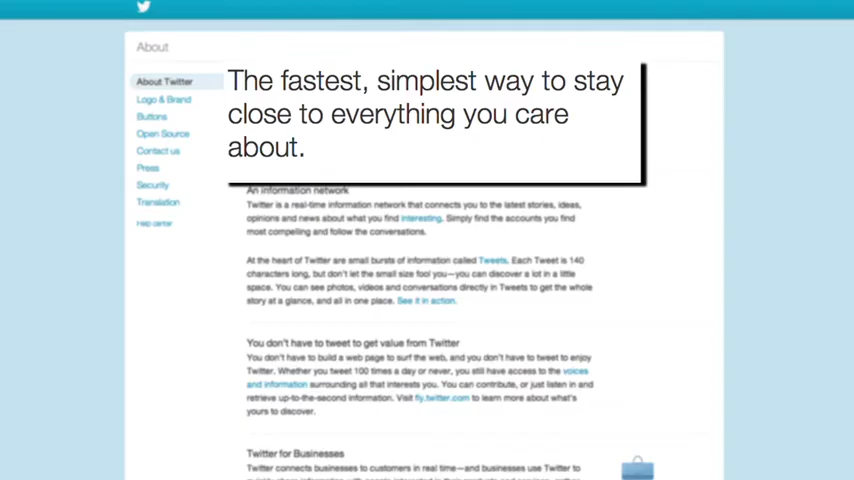 About
About Twitter
Logo & Brand
Buttons
Open Source
Contact us
Press
Security
Translation
Help center
The fastest, simplest way to stay
close to everything you care
about.
An information network
Twitter is a real-time information network that connects you to the latest stories, ideas,
opinions and news about what you find interesting. Simply find the accounts you find
most compelling and follow the conversations.
At the heart of Twitter are small bursts of information called Tweets. Each Tweet is 140
characters long, but don't let the small size fool you—you can discover a lot in a little
space. You can see photos, videos and conversations directly in Tweets to get the whole
story at a glance, and all in one place. See it in action.
You don't have to tweet to get value from Twitter
You don't have to build a web page to surf the web, and you don't have to tweet to enjoy
Twitter. Whether you tweet 100 times a day or never, you still have access to the voices
and information surrounding all that interests you. You can contribute, or just listen in and
retrieve up-to-the-second information. Visit fly.twitter.com to learn more about what's
yours to discover.
Twitter for Businesses
Twitter connects businesses to customers in real time—and businesses use Twitter to